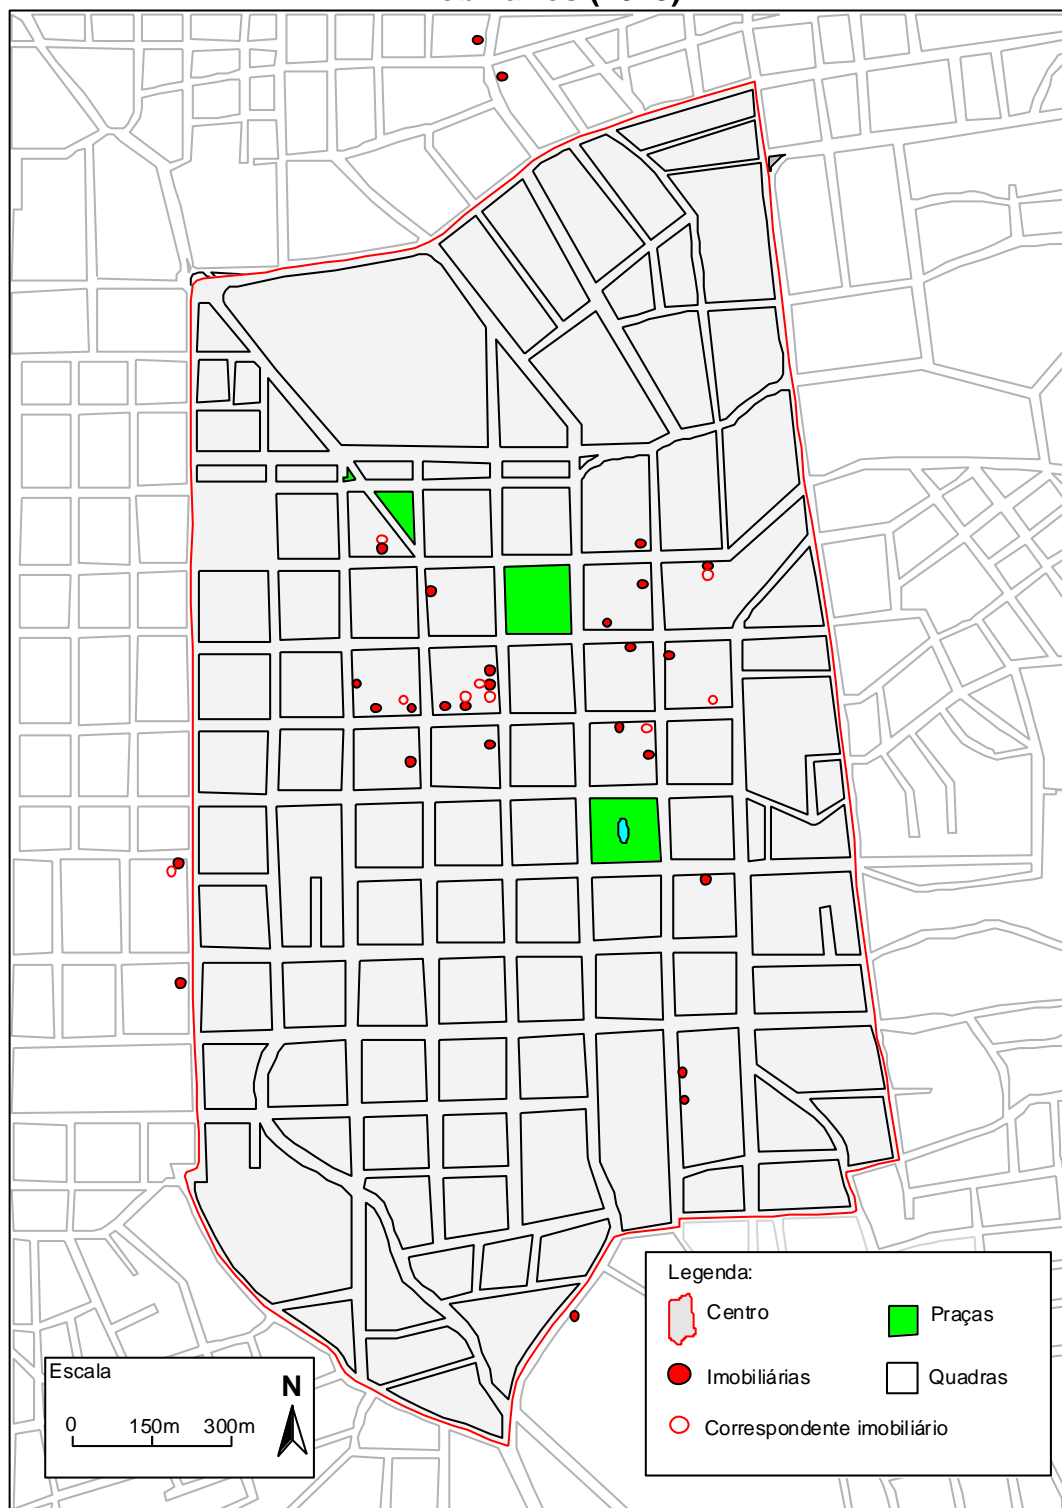 Legenda:
Centro
Praças
Imobiliárias
Quadras
Correspondente imobiliário
Escala
N
0 150m 300m